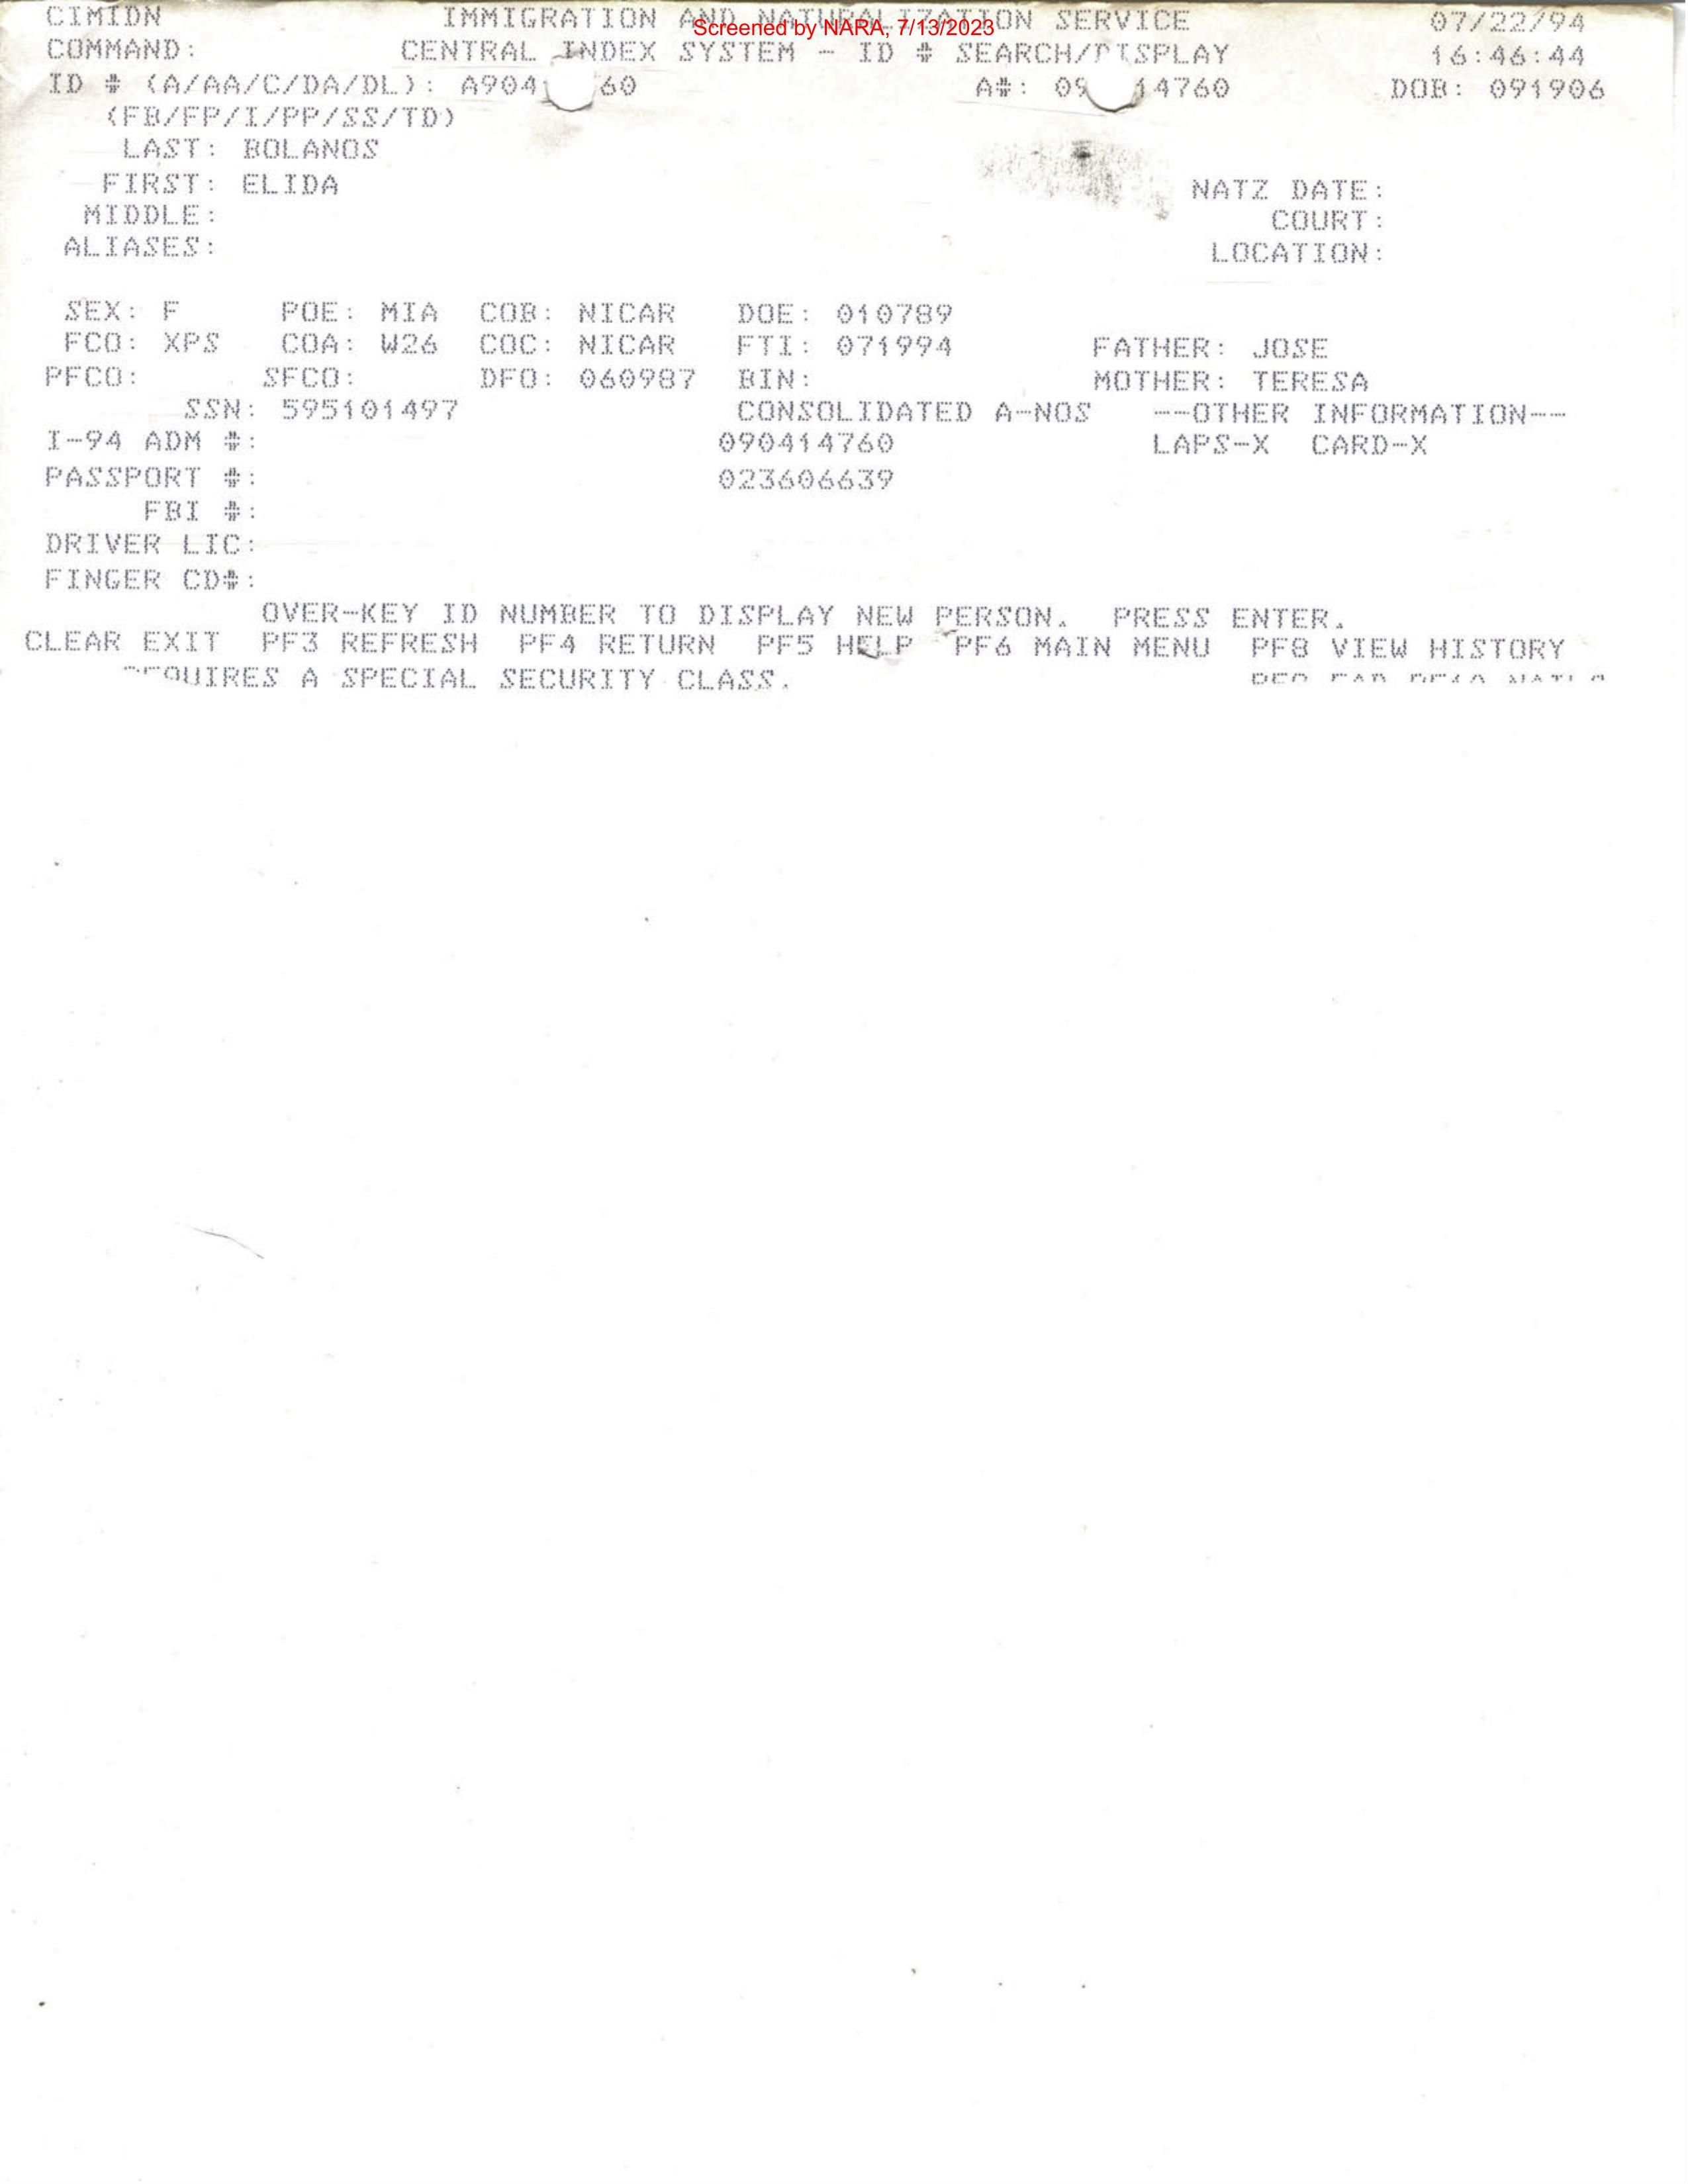 CIMIDN IMMIGRATION AND NATURALIZATION SERVICE 07/22/94
Screened by NARA, 7/13/2023
COMMAND: CENTRAL INDEX SYSTEM - ID # SEARCH/DISPLAY 16:46:44
ID # (A/AA/C/DA/DL): A904 60 A#: 09 14760 DOB: 091906
(FB/FP/I/PP/SS/TD)
LAST: BOLANOS
FIRST: ELIDA NATZ DATE:
MIDDLE: COURT:
ALIASES: LOCATION:
SEX: F POE: MIA COB: NICAR DOE: 010789
FCO: XPS COA: W26 COC: NICAR FTI: 071994 FATHER: JOSE
PFCO: SFCO: DFO: 060987 BIN: MOTHER: TERESA
SSN: 595101497 CONSOLIDATED A-NOS --OTHER INFORMATION--
I-94 ADM #: 090414760 LAPS-X CARD-X
PASSPORT #: 023606639
FBI #:
DRIVER LIC:
FINGER CD#:
OVER-KEY ID NUMBER TO DISPLAY NEW PERSON. PRESS ENTER.
CLEAR EXIT PF3 REFRESH PF4 RETURN PF5 HELP PF6 MAIN MENU PF8 VIEW HISTORY
A SPECIAL SECURITY CLASS.